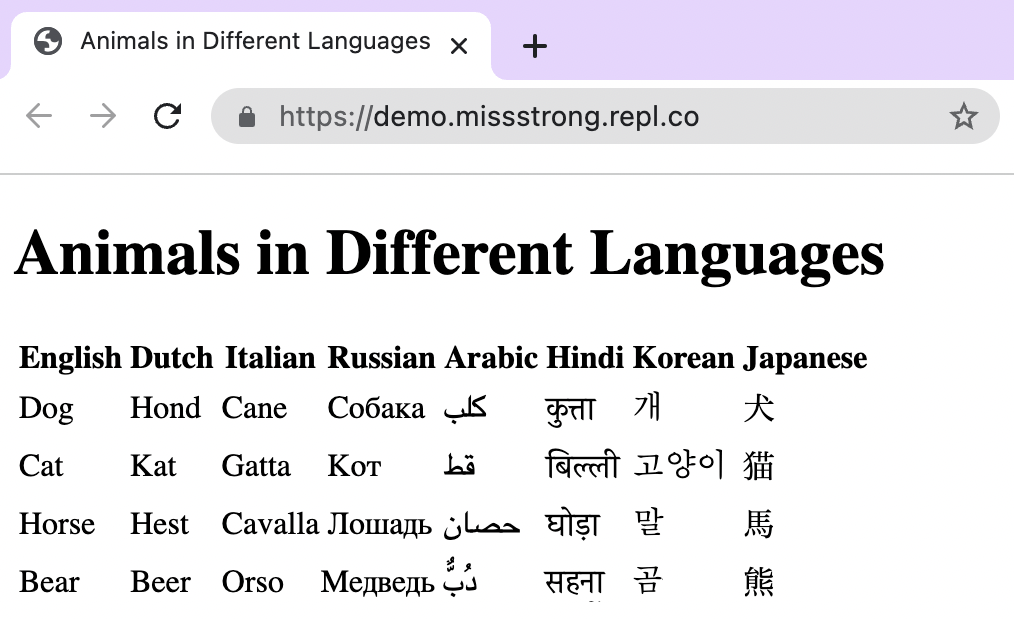 Animals in Different Languages
https://demo.missstrong.repl.co
Animals in Different Languages
English Dutch Italian Russian Arabic Hindi Korean Japanese
Dog Hond Cane Собака كلب कुत्ता 개 犬
Cat Kat Gatta Кот قط बिल्ली 고양이 猫
Horse Hest Cavalla Лошадь حصان घोड़ा 말 馬
Bear Beer Orso Медведь دُبٌّ सहनू 곰 熊